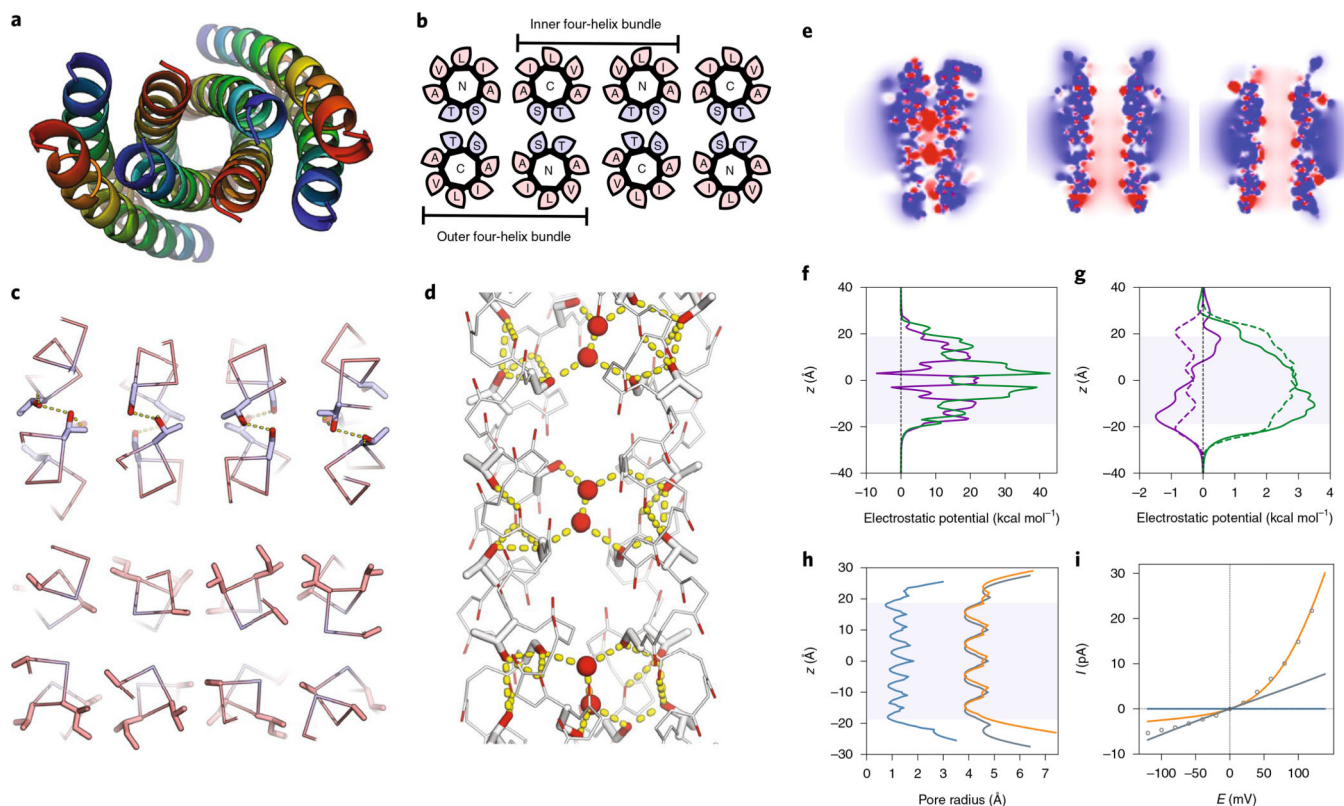 a
b
Inner four-helix bundle
V L I I L V V L I I L V
A N A A C A A N A A C A
T S S T T S S T
T S S T T S S T
A C A A N A A C A A N A
V L I I L V V L I I L V
Outer four-helix bundle
c
d
e
f
40
20
0
−20
−40
z (Å)
−10 0 10 20 30 40
Electrostatic potential (kcal mol−1)
g
40
20
0
−20
−40
z (Å)
−2 −1 0 1 2 3 4
Electrostatic potential (kcal mol−1)
h
30
20
10
0
−10
−20
−30
z (Å)
0 1 2 3 4 5 6 7
Pore radius (Å)
i
30
20
10
0
−10
I (pA)
−100 −50 0 50 100
E (mV)